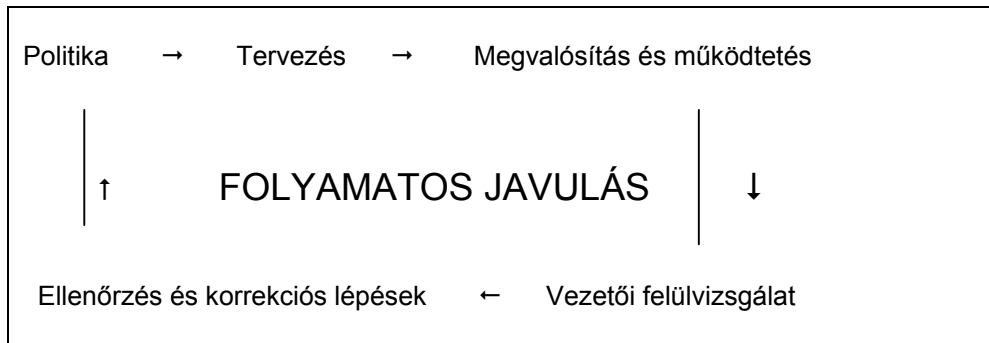 Politika → Tervezés → Megvalósítás és működtetés
↑ FOLYAMATOS JAVULÁS ↓
Ellenőrzés és korrekciós lépések ← Vezetői felülvizsgálat